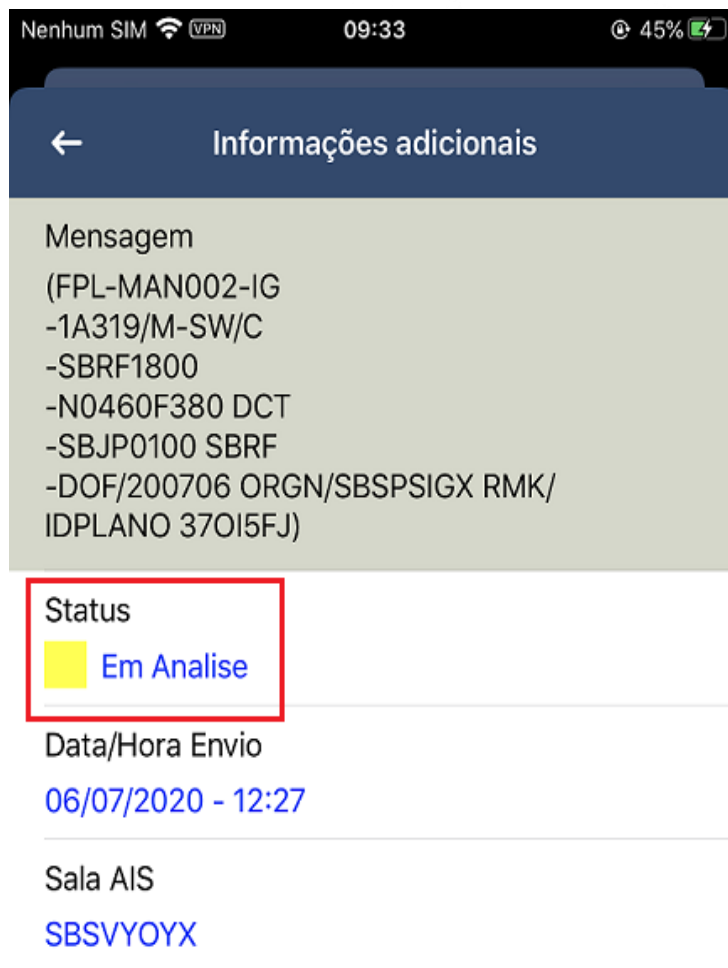 Nenhum SIM VPN 09:33 45%
Informações adicionais
Mensagem
(FPL-MAN002-IG
-1A319/M-SW/C
-SBRF1800
-N0460F380 DCT
-SBJP0100 SBRF
-DOF/200706 ORGN/SBSPSIGX RMK/
IDPLANO 37OI5FJ)
Status
Em Analise
Data/Hora Envio
06/07/2020 - 12:27
Sala AIS
SBSVYOYX